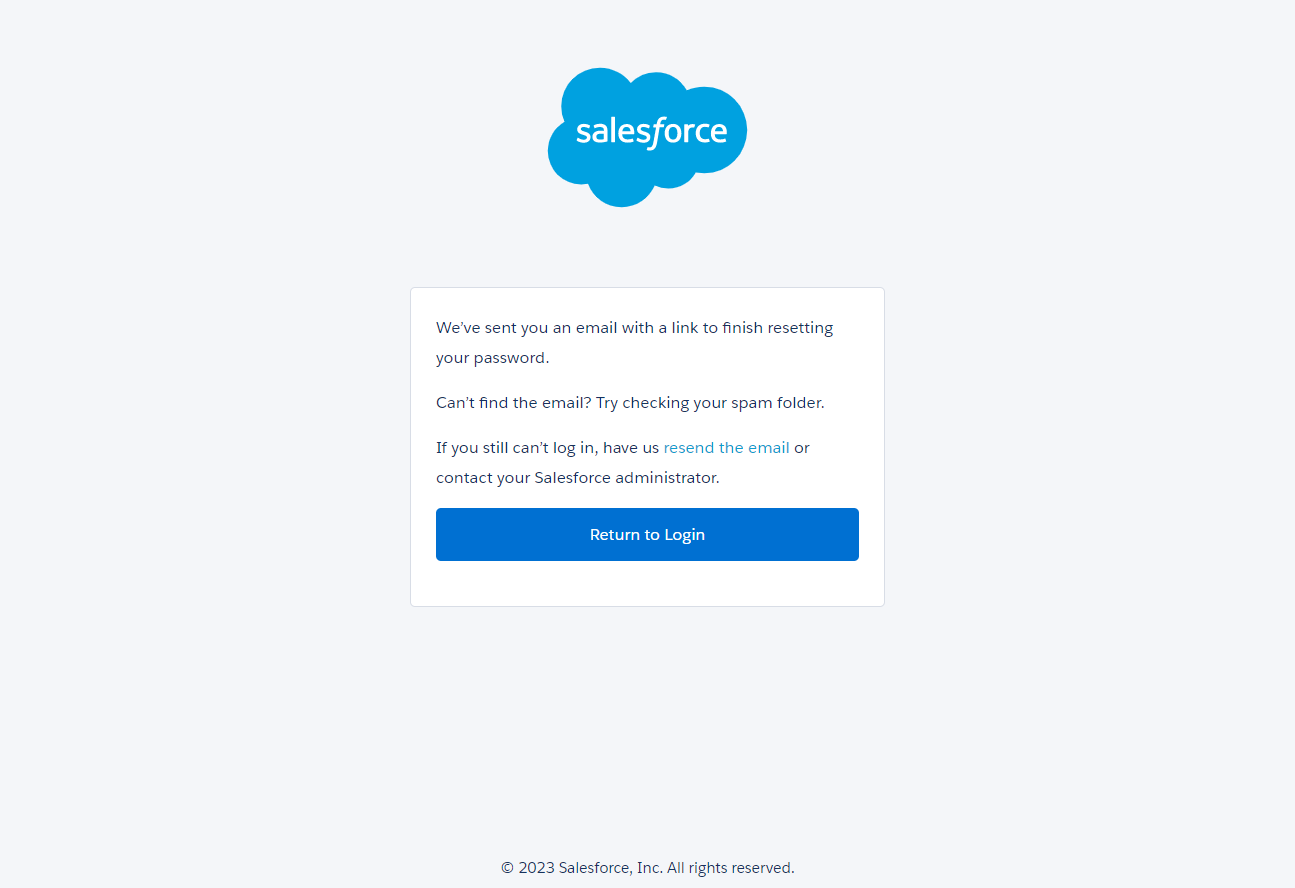 salesforce
We’ve sent you an email with a link to finish resetting
your password.
Can’t find the email? Try checking your spam folder.
If you still can’t log in, have us resend the email or
contact your Salesforce administrator.
Return to Login
© 2023 Salesforce, Inc. All rights reserved.